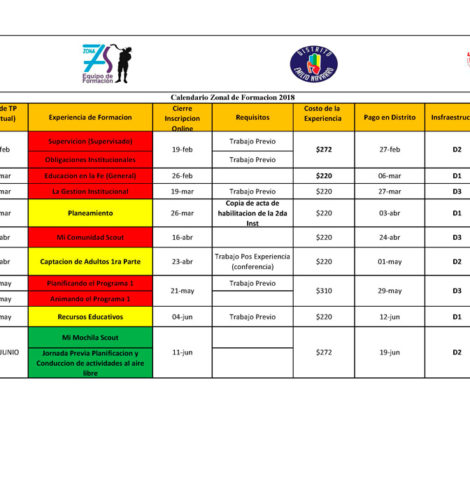 ZONA
7
Equipo de
Formación
DISTRITO
EMILIO NAVARRO
Calendario Zonal de Formacion 2018
de TP
tual)
Experiencia de Formacion
Cierre
Inscripcion
Online
Requisitos
Costo de la
Experiencia
Pago en Distrito
Insfraestruc
feb
Supervicion (Supervisado)
19-feb
Trabajo Previo
$272
27-feb
D2
Obligaciones Institucionales
Trabajo Previo
mar
Educacion en la Fe (General)
26-feb
$220
06-mar
D1
mar
La Gestion Institucional
19-mar
Trabajo Previo
$220
27-mar
D3
mar
Planeamiento
26-mar
Copia de acta de
habilitacion de la 2da
Inst
$220
03-abr
D1
abr
Mi Comunidad Scout
16-abr
$220
24-abr
D3
abr
Captacion de Adultos 1ra Parte
23-abr
Trabajo Pos Experiencia
(conferencia)
$220
01-may
D2
may
Planificando el Programa 1
21-may
Trabajo Previo
$310
29-may
D3
may
Animando el Programa 1
may
Recursos Educativos
04-jun
Trabajo Previo
$220
12-jun
D1
JUNIO
Mi Mochila Scout
11-jun
$272
19-jun
D2
Jornada Previa Planificacion y
Conduccion de actividades al aire
libre